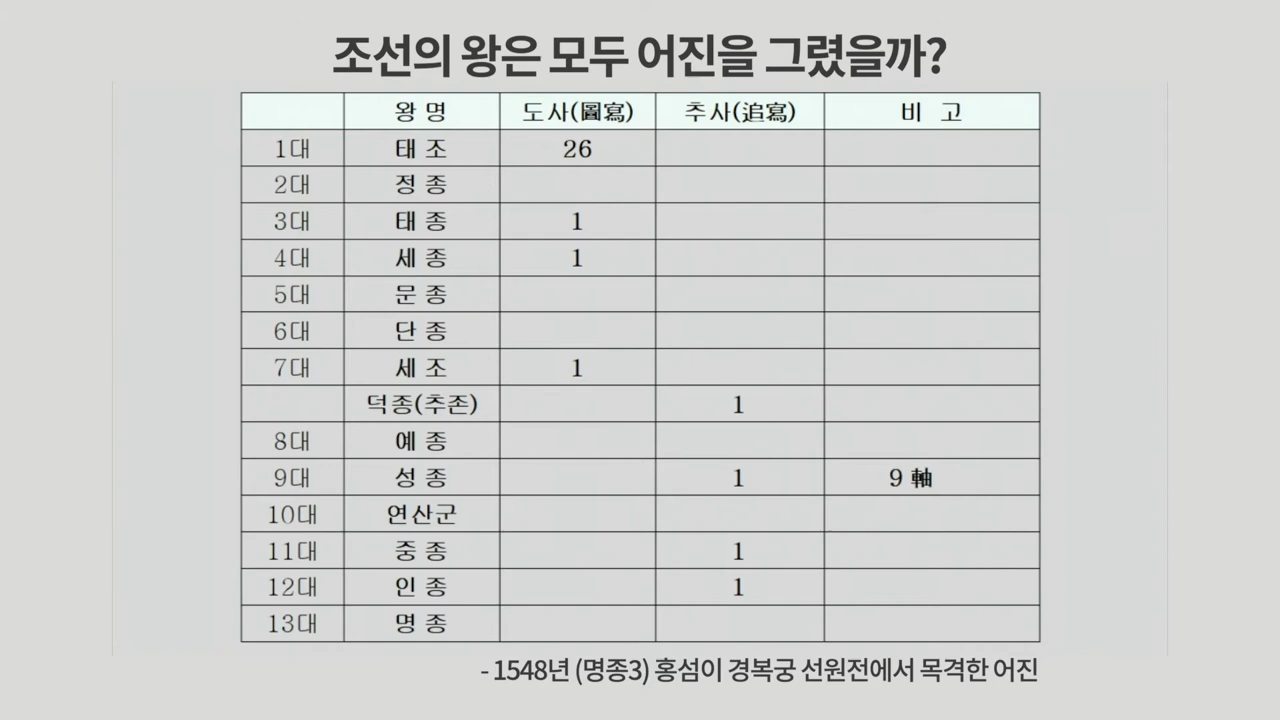 조선의 왕은 모두 어진을 그렸을까?
왕 명 도사(圖寫) 추사(追寫) 비 고
1대 태 조 26
2대 정 종
3대 태 종 1
4대 세 종 1
5대 문 종
6대 단 종
7대 세 조 1
덕종(추존) 1
8대 예 종
9대 성 종 1 9 軸
10대 연산군
11대 중 종 1
12대 인 종 1
13대 명 종
- 1548년 (명종3) 홍섬이 경복궁 선원전에서 목격한 어진